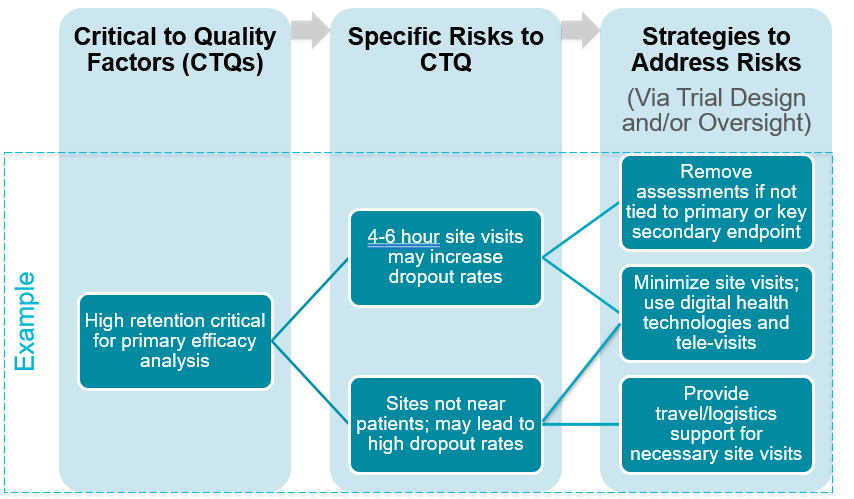 Critical to Quality
Factors (CTQs)
Specific Risks to
CTQ
Strategies to
Address Risks
(Via Trial Design
and/or Oversight)
Example
High retention critical
for primary efficacy
analysis
4-6 hour site visits
may increase
dropout rates
Sites not near
patients; may lead to
high dropout rates
Remove
assessments if not
tied to primary or key
secondary endpoint
Minimize site visits;
use digital health
technologies and
tele-visits
Provide
travel/logistics
support for
necessary site visits